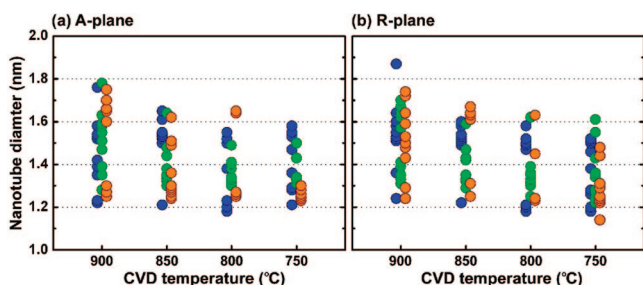 (a) A-plane
(b) R-plane
Nanotube diamter (nm)
2.0
1.8
1.6
1.4
1.2
1.0
900 850 800 750
900 850 800 750
CVD temperature (℃)
CVD temperature (℃)